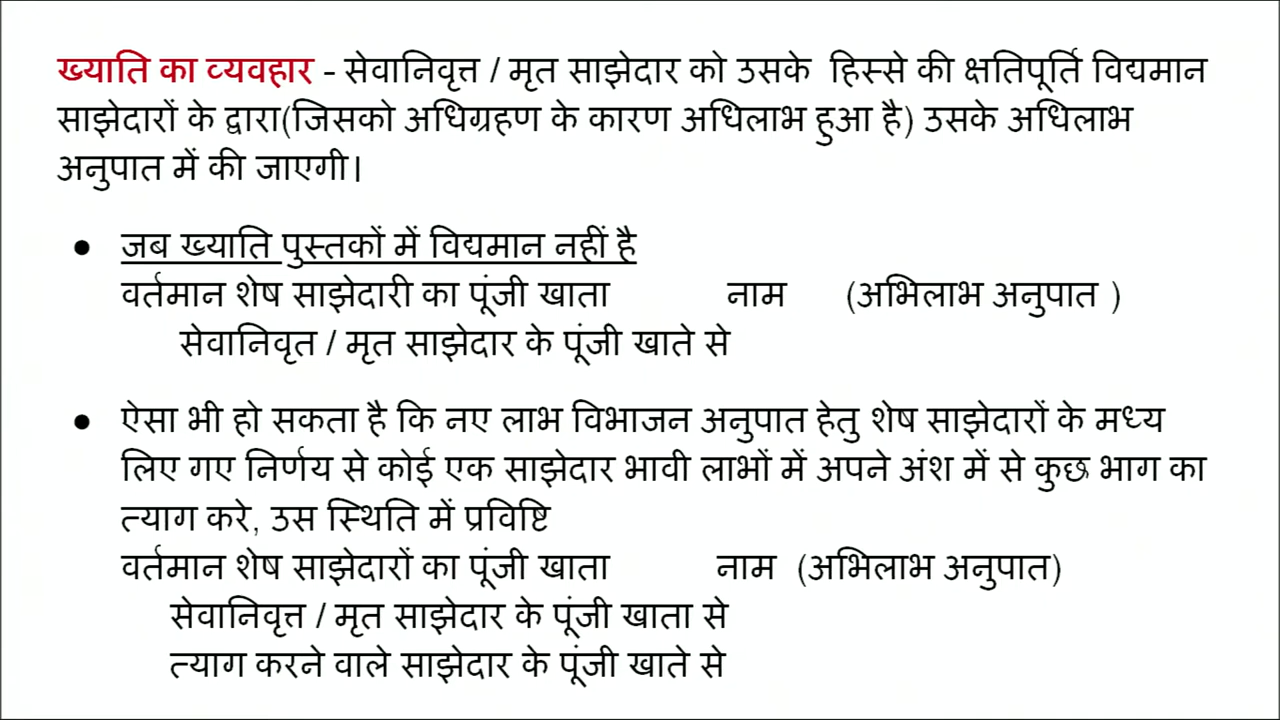 ख्याति का व्यवहार - सेवानिवृत्त / मृत साझेदार को उसके हिस्से की क्षतिपूर्ति विद्यमान
साझेदारों के द्वारा(जिसको अधिग्रहण के कारण अधिलाभ हुआ है) उसके अधिलाभ
अनुपात में की जाएगी।
● जब ख्याति पुस्तकों में विद्यमान नहीं है
वर्तमान शेष साझेदारी का पूंजी खाता नाम (अभिलाभ अनुपात )
सेवानिवृत / मृत साझेदार के पूंजी खाते से
● ऐसा भी हो सकता है कि नए लाभ विभाजन अनुपात हेतु शेष साझेदारों के मध्य
लिए गए निर्णय से कोई एक साझेदार भावी लाभों में अपने अंश में से कुछ भाग का
त्याग करे, उस स्थिति में प्रविष्टि
वर्तमान शेष साझेदारों का पूंजी खाता नाम (अभिलाभ अनुपात)
सेवानिवृत्त / मृत साझेदार के पूंजी खाता से
त्याग करने वाले साझेदार के पूंजी खाते से